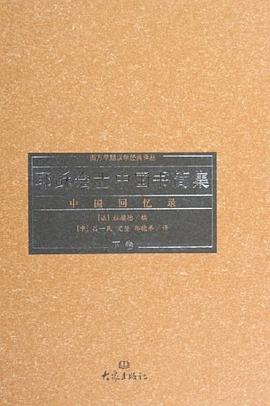 西方早期汉学经典译丛
耶稣会士中国书简集
中国回忆录
[法] 杜赫德/编
[中] 吕一民 沈坚 郑德弟/译
下卷
大象出版社